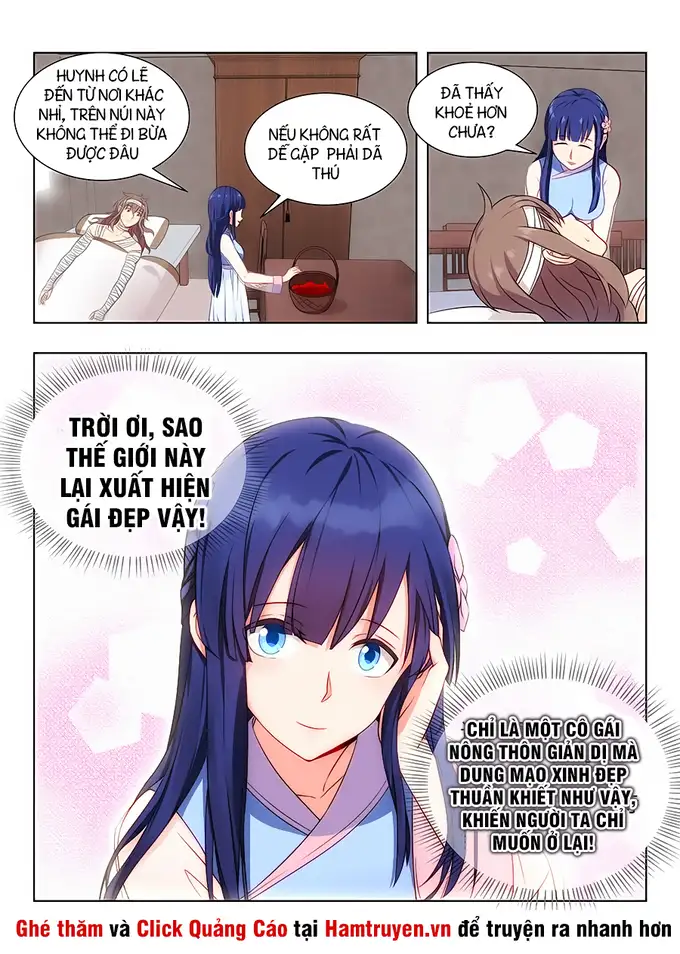 HUYNH CÓ LẼ
ĐẾN TỪ NƠI KHÁC
NHỈ, TRÊN NÚI NÀY
KHÔNG THỂ ĐI BỪA
ĐƯỢC ĐÂU
NẾU KHÔNG RẤT
DỄ GẶP PHẢI DÃ
THÚ
ĐÃ THẤY
KHOẺ HƠN
CHƯA?
TRỜI ƠI, SAO
THẾ GIỚI NÀY
LẠI XUẤT HIỆN
GÁI ĐẸP VẬY!
CHỈ LÀ MỘT CÔ GÁI
NÔNG THÔN GIẢN DỊ MÀ
DUNG MẠO XINH ĐẸP
THUẦN KHIẾT NHƯ VẬY,
KHIẾN NGƯỜI TA CHỈ
MUỐN Ở LẠI!
Ghé thăm và Click Quảng Cáo tại Hamtruyen.vn để truyện ra nhanh hơn